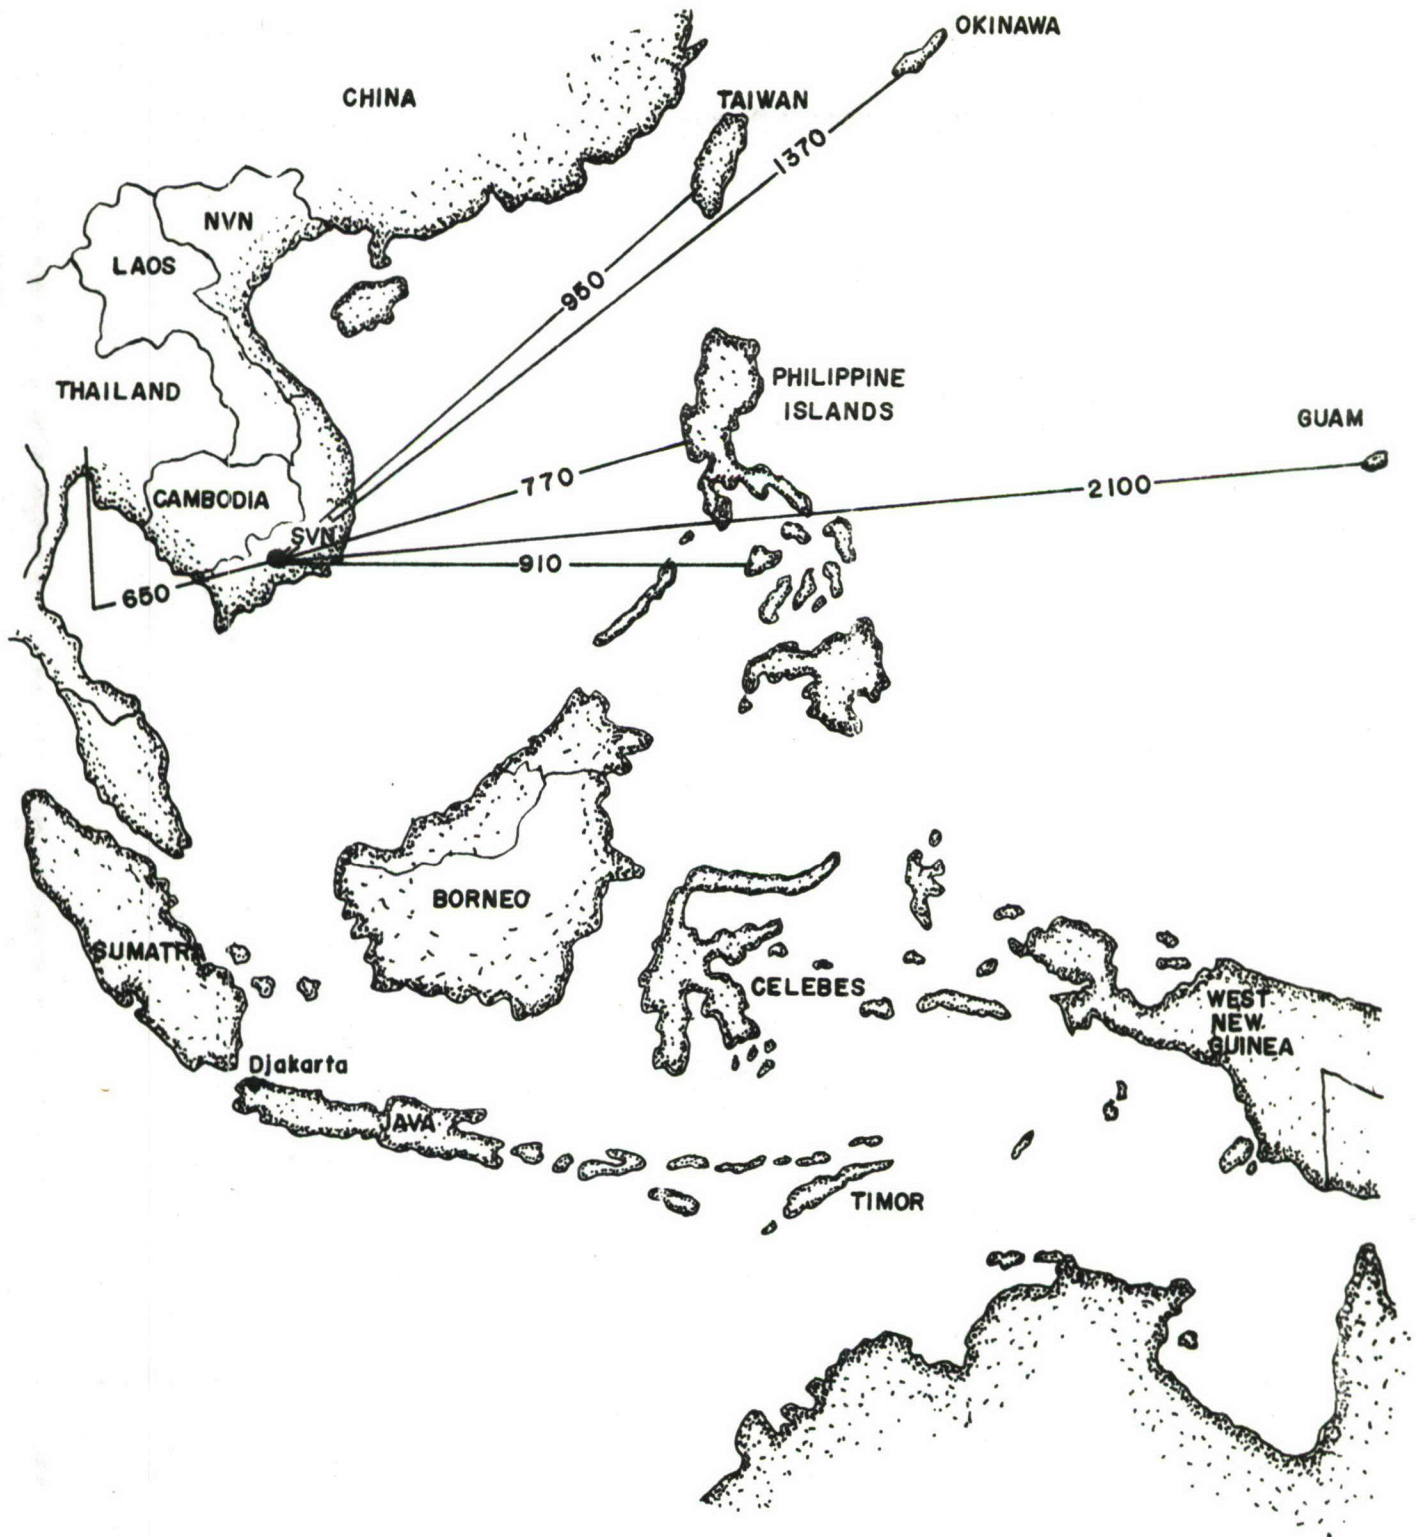 OKINAWA
CHINA
TAIWAN
1370
NVN
LAOS
950
THAILAND
PHILIPPINE
ISLANDS
GUAM
770
2100
CAMBODIA
SVN
910
650
BORNEO
SUMATRA
CELEBES
WEST
NEW
GUINEA
Djakarta
JAVA
TIMOR